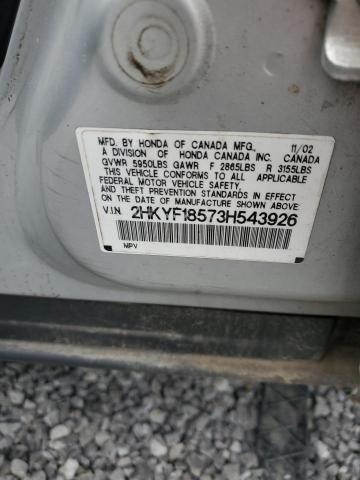 MFD. BY HONDA OF CANADA MFG., 11/02
A DIVISION OF HONDA CANADA INC. CANADA
GVWR 5950LBS GAWR F 2865LBS R 3155LBS
THIS VEHICLE CONFORMS TO ALL APPLICABLE
FEDERAL MOTOR VEHICLE SAFETY
AND THEFT PREVENTION STANDARDS IN EFFECT
ON THE DATE OF MANUFACTURE SHOWN ABOVE.
V.I.N. 2HKYF18573H543926
MPV